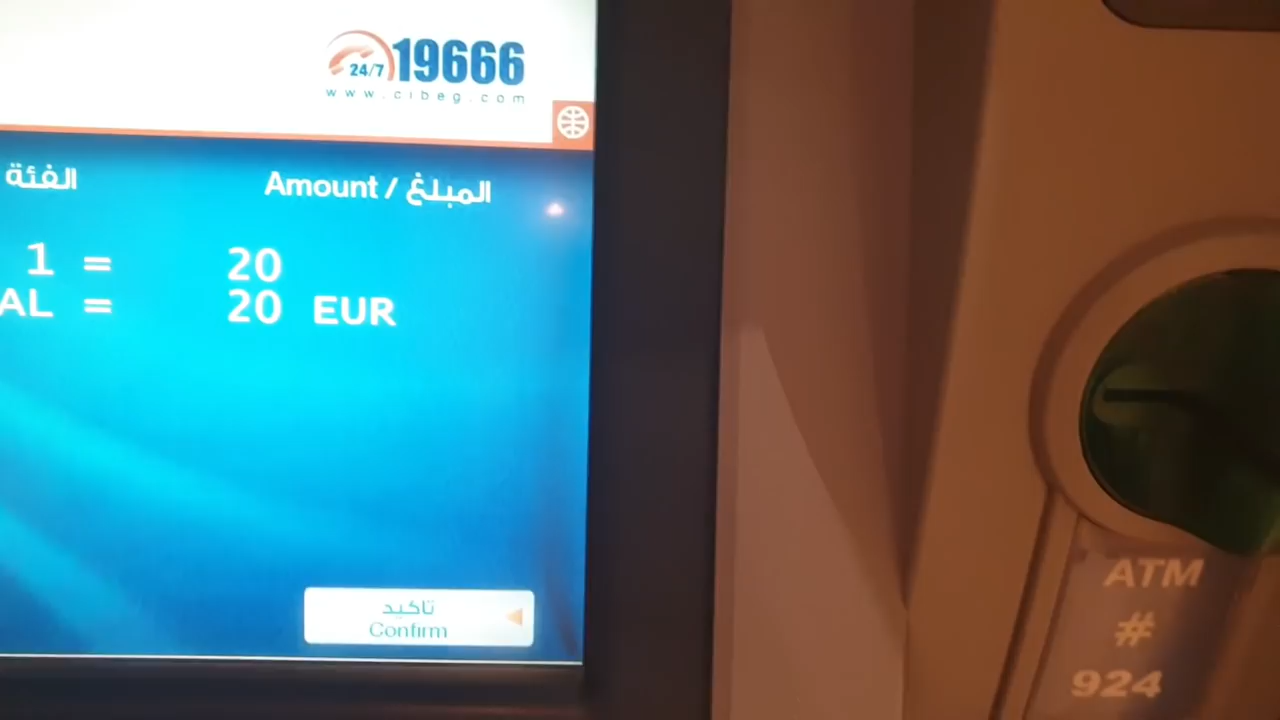 24/7 19666
www.cibeg.com
الفئة
Amount / المبلغ
1 = 20
AL = 20 EUR
تاكيد
Confirm
ATM
#
924